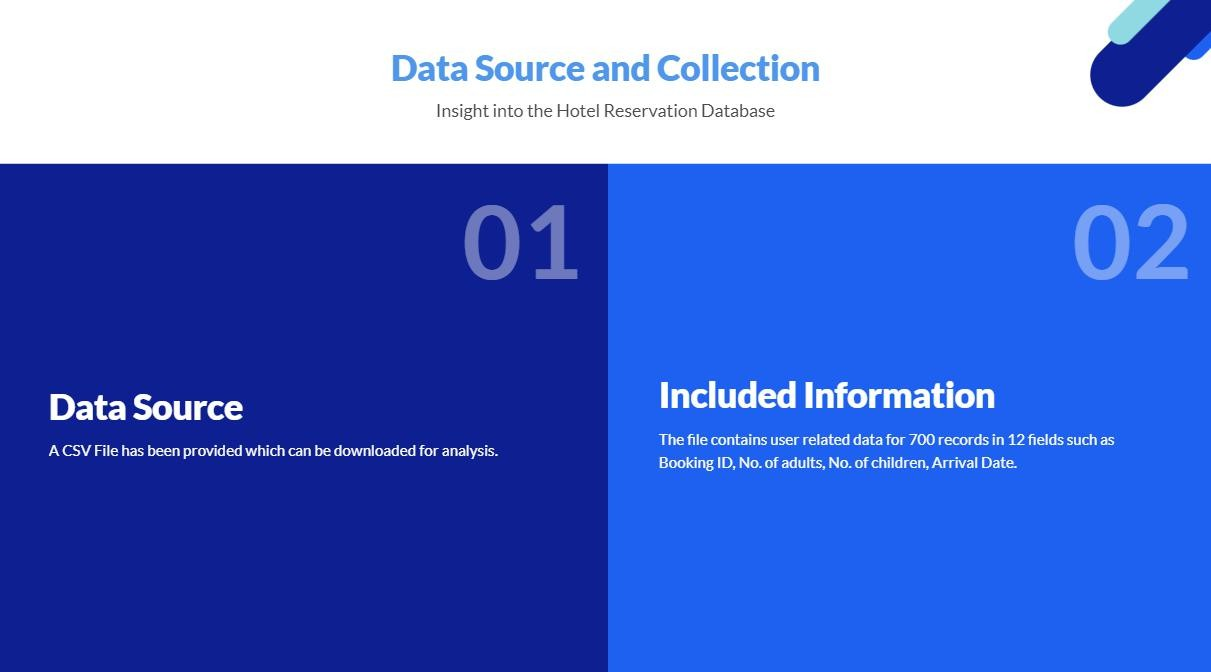 Data Source and Collection
Insight into the Hotel Reservation Database
01
Data Source
A CSV File has been provided which can be downloaded for analysis.
02
Included Information
The file contains user related data for 700 records in 12 fields such as
Booking ID, No. of adults, No. of children, Arrival Date.